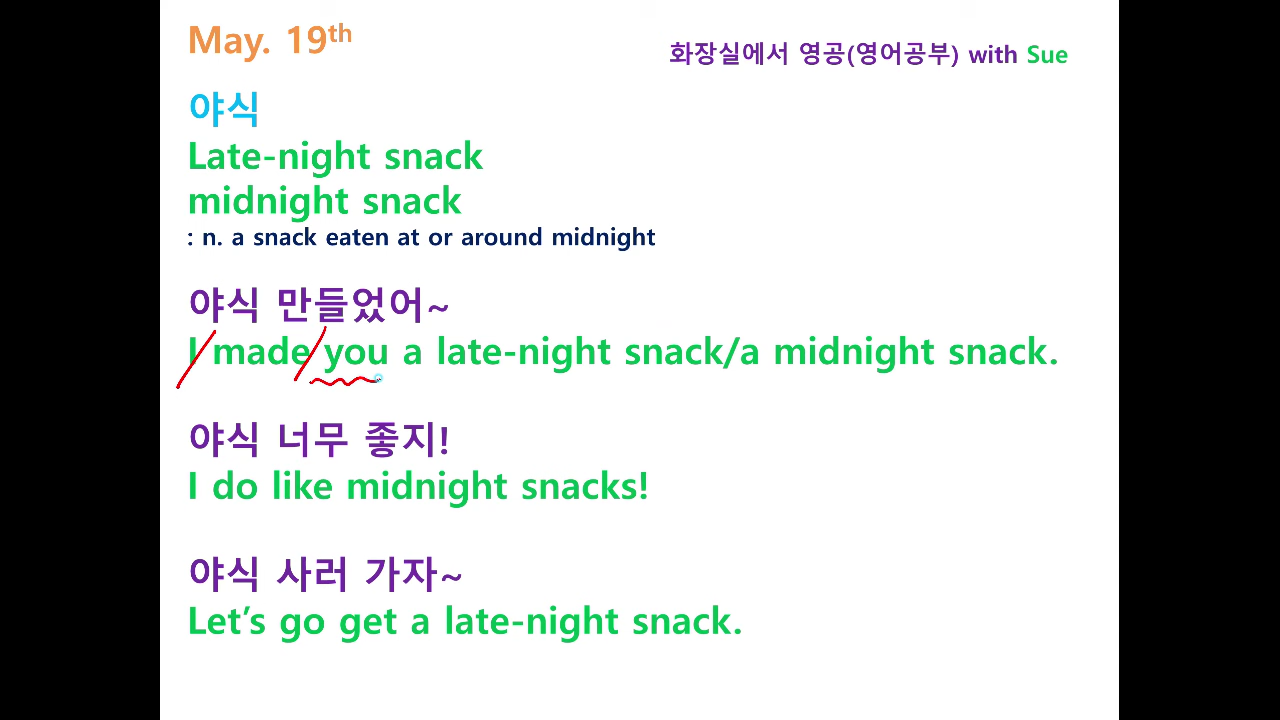 May. 19th
화장실에서 영공(영어공부) with Sue
야식
Late-night snack
midnight snack
: n. a snack eaten at or around midnight
야식 만들었어~
I made you a late-night snack/a midnight snack.
야식 너무 좋지!
I do like midnight snacks!
야식 사러 가자~
Let’s go get a late-night snack.